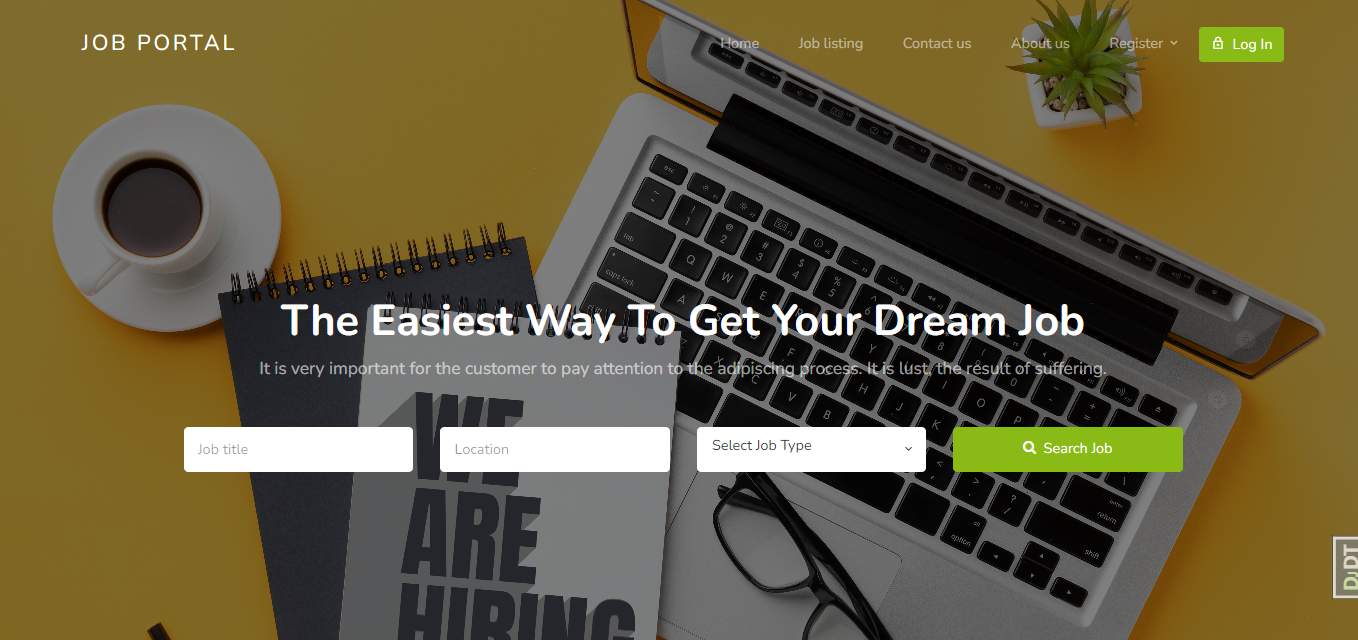 JOB PORTAL
Home Job listing Contact us About us Register Log In
The Easiest Way To Get Your Dream Job
It is very important for the customer to pay attention to the adipiscing process. It is lust, the result of suffering.
Job title Location Select Job Type Search Job
WE
ARE
HIRING
DjDT